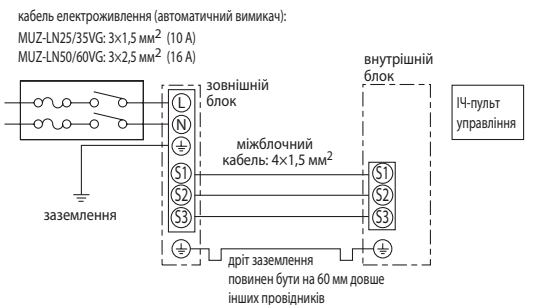 кабель електроживлення (автоматичний вимикач):
MUZ-LN25/35VG: 3×1,5 мм² (10 А)
MUZ-LN50/60VG: 3×2,5 мм² (16 А)
зовнішній
блок
внутрішній
блок
ІЧ-пульт
управління
L
N
міжблочний
кабель: 4×1,5 мм²
S1
S2
S3
S1
S2
S3
заземлення
дріт заземлення
повинен бути на 60 мм довше
інших провідників